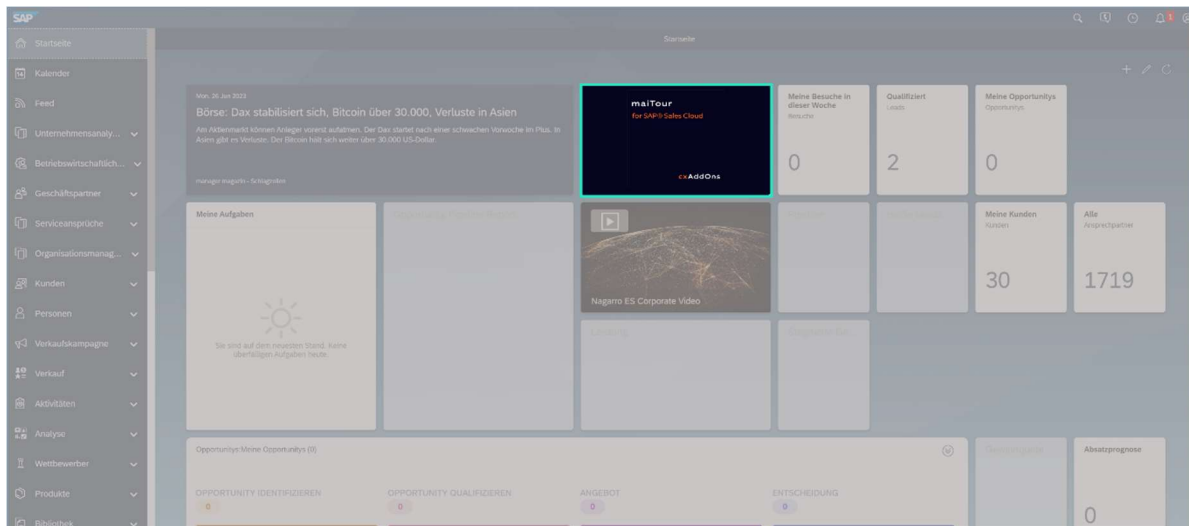 SAP
1
Startseite
Startseite
Kalender
Feed
Unternehmensanaly...
Betriebswirtschaftlich...
Geschäftspartner
Serviceansprüche
Organisationsmanag...
Kunden
Personen
Verkaufskampagne
Verkauf
Aktivitäten
Analyse
Wettbewerber
Produkte
Bibliothek
Mon, 26 Jun 2023
Börse: Dax stabilisiert sich, Bitcoin über 30.000, Verluste in Asien
Am Aktienmarkt können Anleger vorerst aufatmen. Der Dax startet nach einer schwachen Vorwoche im Plus. In
Asien gibt es Verluste. Der Bitcoin hält sich weiter über 30.000 US-Dollar.
manager magazin - Schlagzeilen
maiTour
for SAP® Sales Cloud
cxAddOns
Meine Besuche in
dieser Woche
Besuche
0
Qualifiziert
Leads
2
Meine Opportunitys
Opportunitys
0
Meine Aufgaben
Sie sind auf dem neuesten Stand. Keine
überfälligen Aufgaben heute.
Nagarro ES Corporate Video
Meine Kunden
Kunden
30
Alle
Ansprechpartner
1719
Opportunitys:Meine Opportunitys (0)
OPPORTUNITY IDENTIFIZIEREN
0
OPPORTUNITY QUALIFIZIEREN
0
ANGEBOT
0
ENTSCHEIDUNG
0
Absatzprognose
0